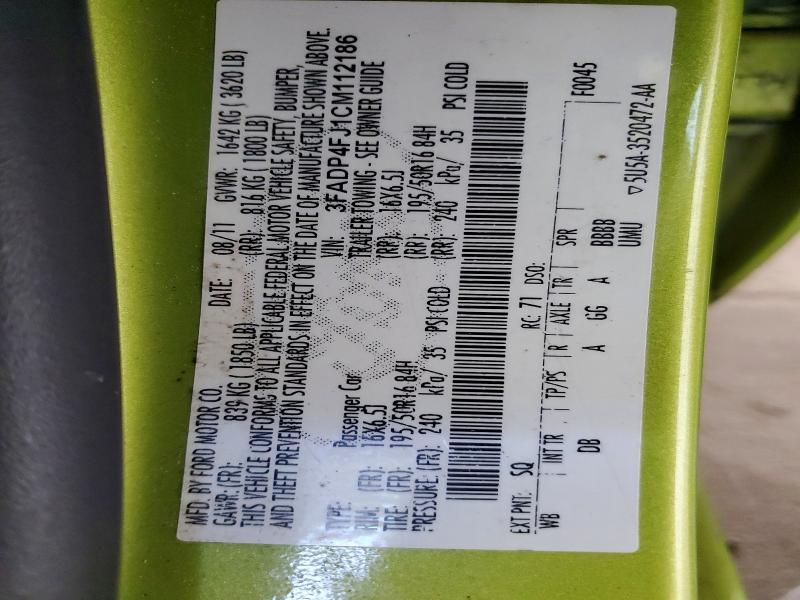 MFD. BY FORD MOTOR CO. DATE: 08/11 GVWR: 1642 KG ( 3620 LB)
GAWR: (FR): 839 KG ( 1850 LB) (RR): 816 KG ( 1800 LB)
THIS VEHICLE CONFORMS TO ALL APPLICABLE FEDERAL MOTOR VEHICLE SAFETY, BUMPER,
AND THEFT PREVENTION STANDARDS IN EFFECT ON THE DATE OF MANUFACTURE SHOWN ABOVE.
VIN: 3FADP4FJ1CM112186
TYPE: Passenger Car TRAILER TOWING - SEE OWNER GUIDE
RIM: (FR): 16X6.5J (RR): 16X6.5J
TIRE: (FR): 195/50R16 84H (RR): 195/50R16 84H
PRESSURE: (FR): 240 kPa/ 35 PSI COLD (RR): 240 kPa/ 35 PSI COLD
EXT PNT: SQ RC: 71 DSO: F0045
WB INT TR TP/PS R AXLE TR SPR
DB A GG A BBBB
UMU ▽5U5A-3520472-AA